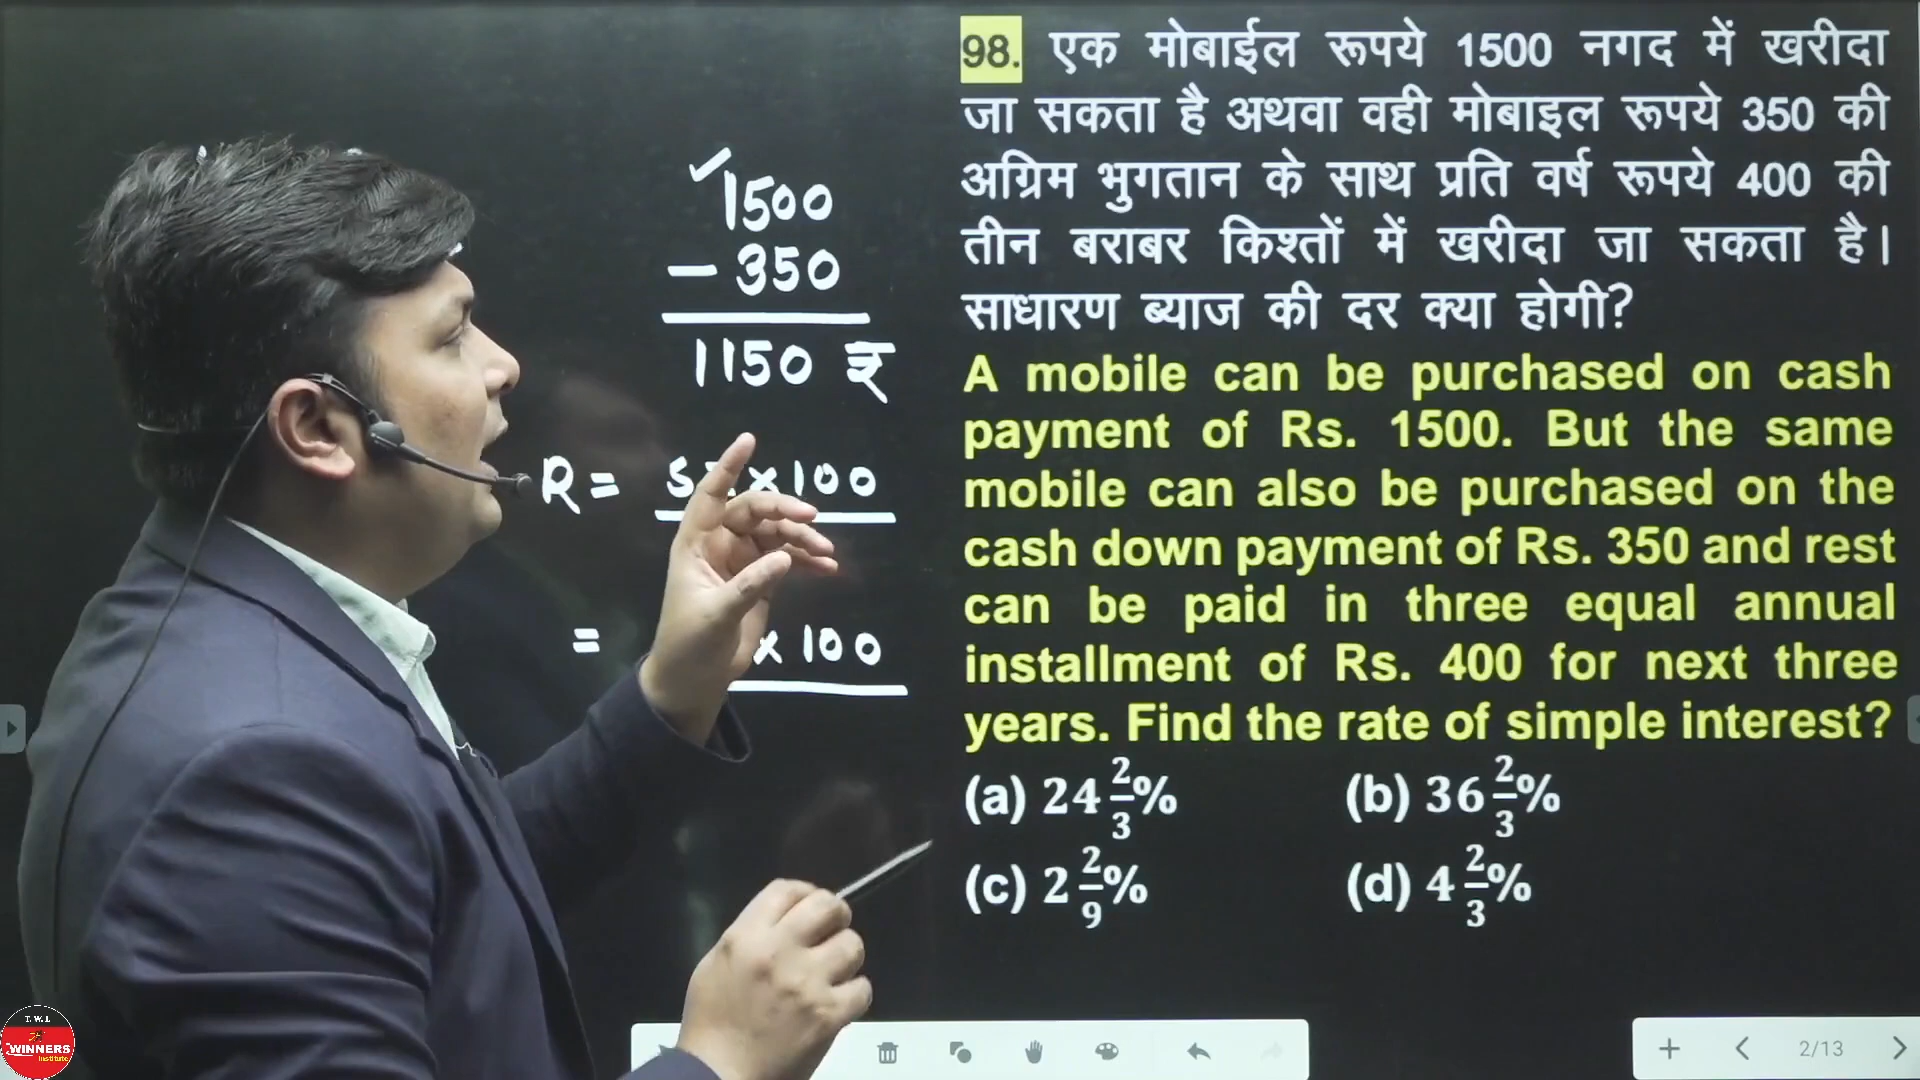 98. एक मोबाईल रूपये 1500 नगद में खरीदा
जा सकता है अथवा वही मोबाइल रूपये 350 की
अग्रिम भुगतान के साथ प्रति वर्ष रूपये 400 की
तीन बराबर किश्तों में खरीदा जा सकता है।
साधारण ब्याज की दर क्या होगी?
A mobile can be purchased on cash
payment of Rs. 1500. But the same
mobile can also be purchased on the
cash down payment of Rs. 350 and rest
can be paid in three equal annual
installment of Rs. 400 for next three
years. Find the rate of simple interest?
(a) 24 2/3% (b) 36 2/3%
(c) 2 2/9% (d) 4 2/3%
✓1500
- 350
1150 ₹
R = × 100
= × 100
T.W.I.
WINNERS
Institute
2/13